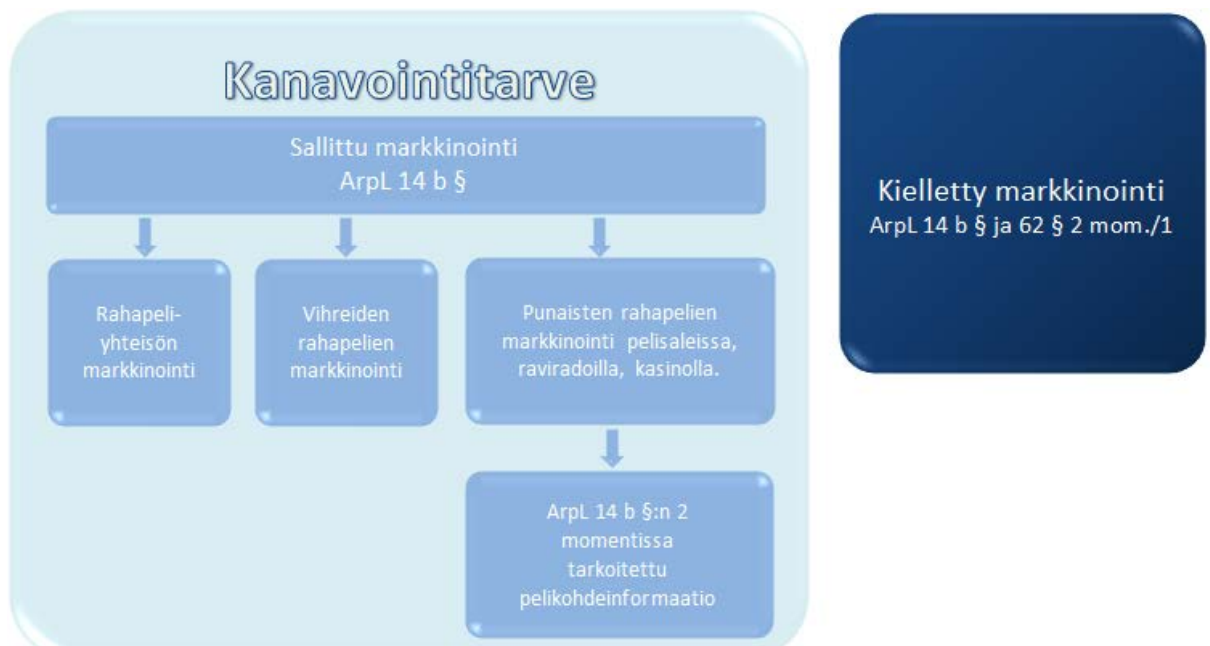 Kanavointitarve
Sallittu markkinointi
ArpL 14 b §
Rahapeli-
yhteisön
markkinointi
Vihreiden
rahapelien
markkinointi
Punaisten rahapelien
markkinointi pelisaleissa,
raviradoilla, kasinolla.
ArpL 14 b §:n 2
momentissa
tarkoitettu
pelikohdeinformaatio
Kielletty markkinointi
ArpL 14 b § ja 62 § 2 mom./1